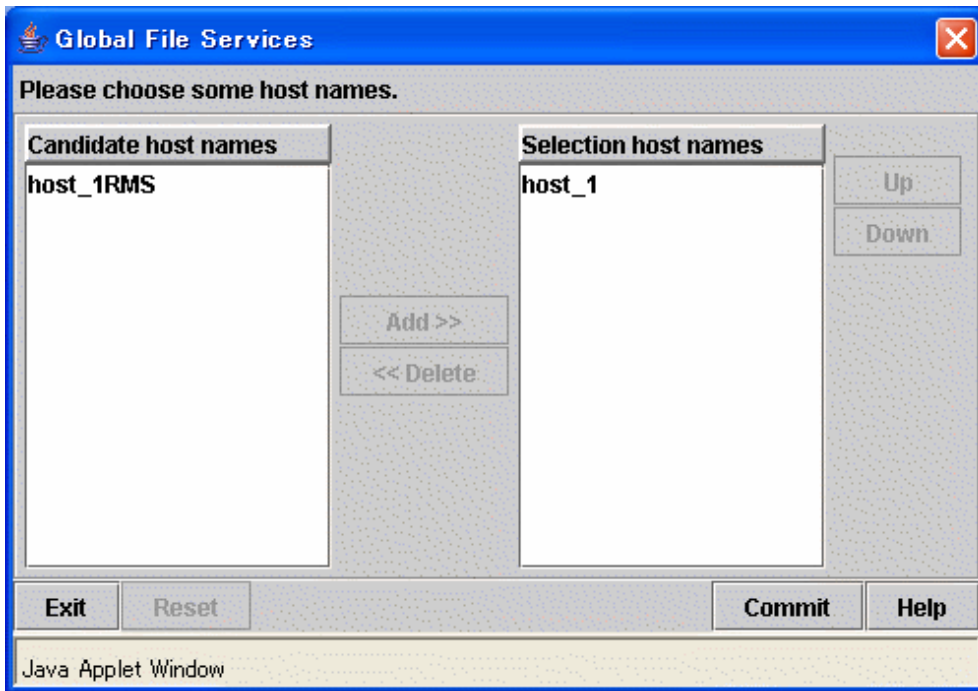 Global File Services
Please choose some host names.
Candidate host names
host_1RMS
Add >>
<< Delete
Selection host names
host_1
Up
Down
Exit
Reset
Commit
Help
Java Applet Window